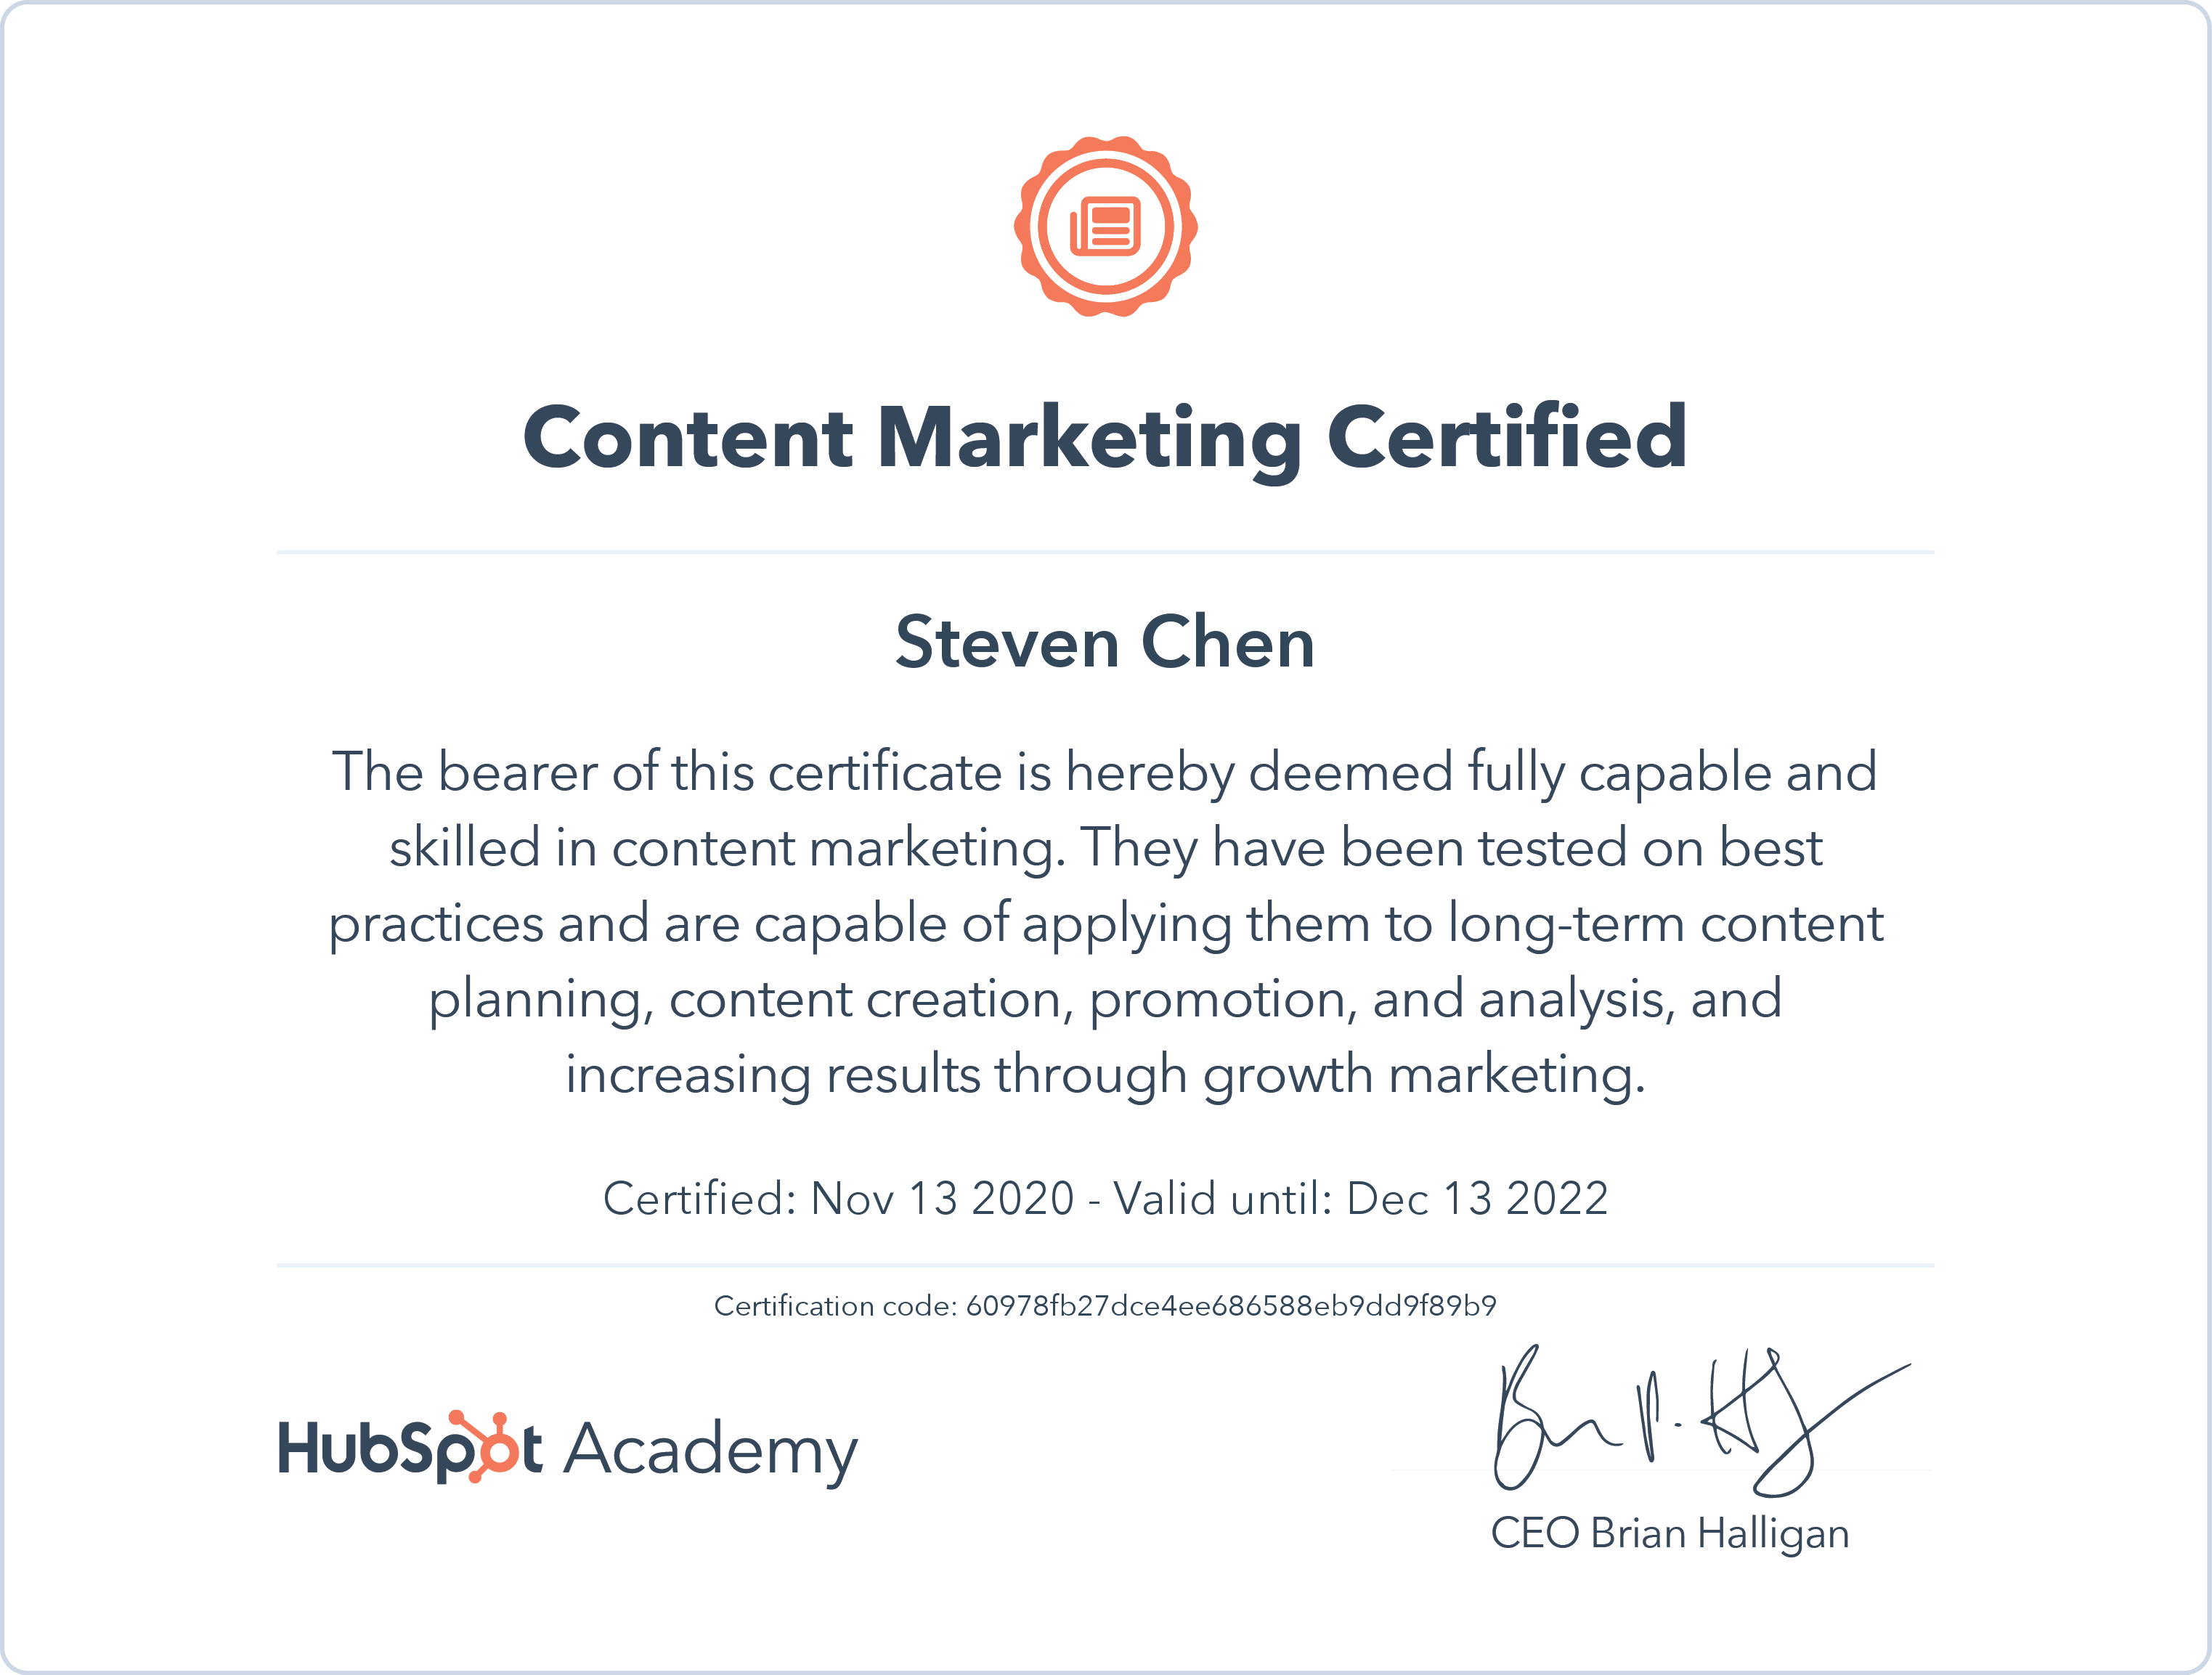 Content Marketing Certified
Steven Chen
The bearer of this certificate is hereby deemed fully capable and
skilled in content marketing. They have been tested on best
practices and are capable of applying them to long-term content
planning, content creation, promotion, and analysis, and
increasing results through growth marketing.
Certified: Nov 13 2020 - Valid until: Dec 13 2022
Certification code: 60978fb27dce4ee686588eb9dd9f89b9
HubSpot Academy
CEO Brian Halligan